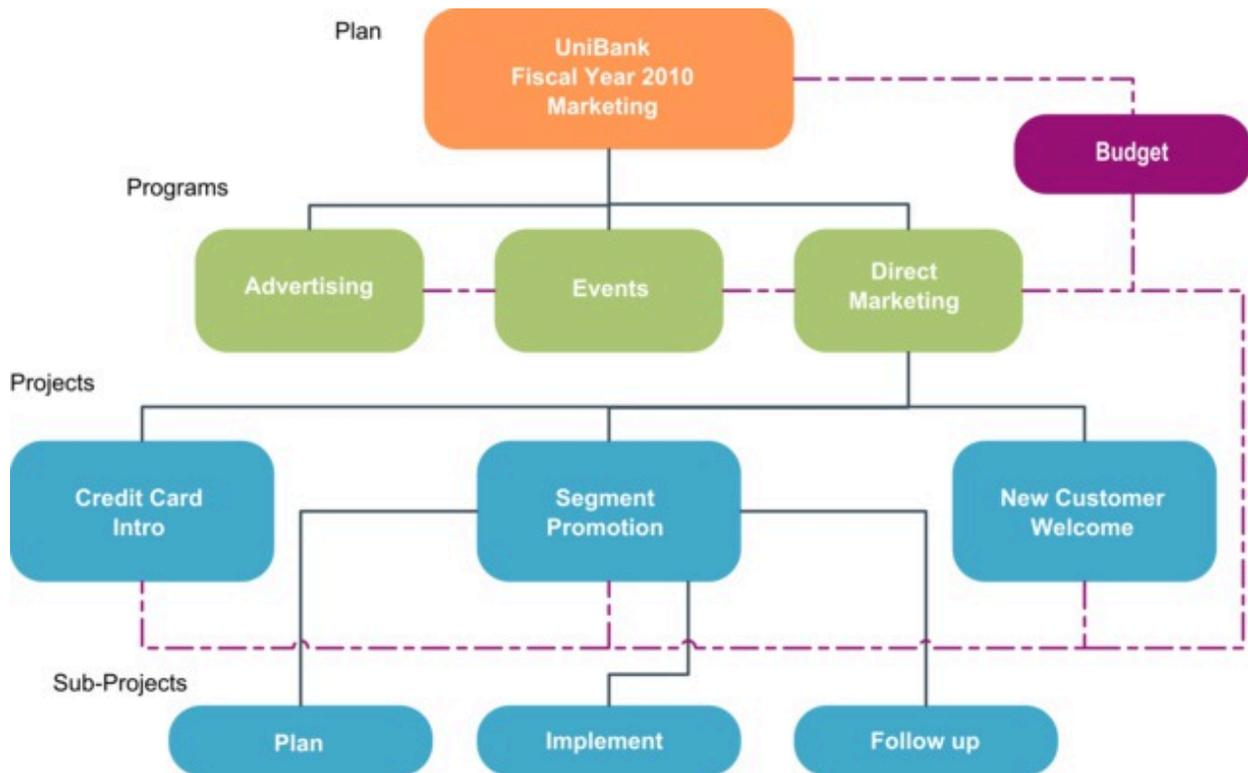 Plan
UniBank
Fiscal Year 2010
Marketing
Budget
Programs
Advertising
Events
Direct
Marketing
Projects
Credit Card
Intro
Segment
Promotion
New Customer
Welcome
Sub-Projects
Plan
Implement
Follow up